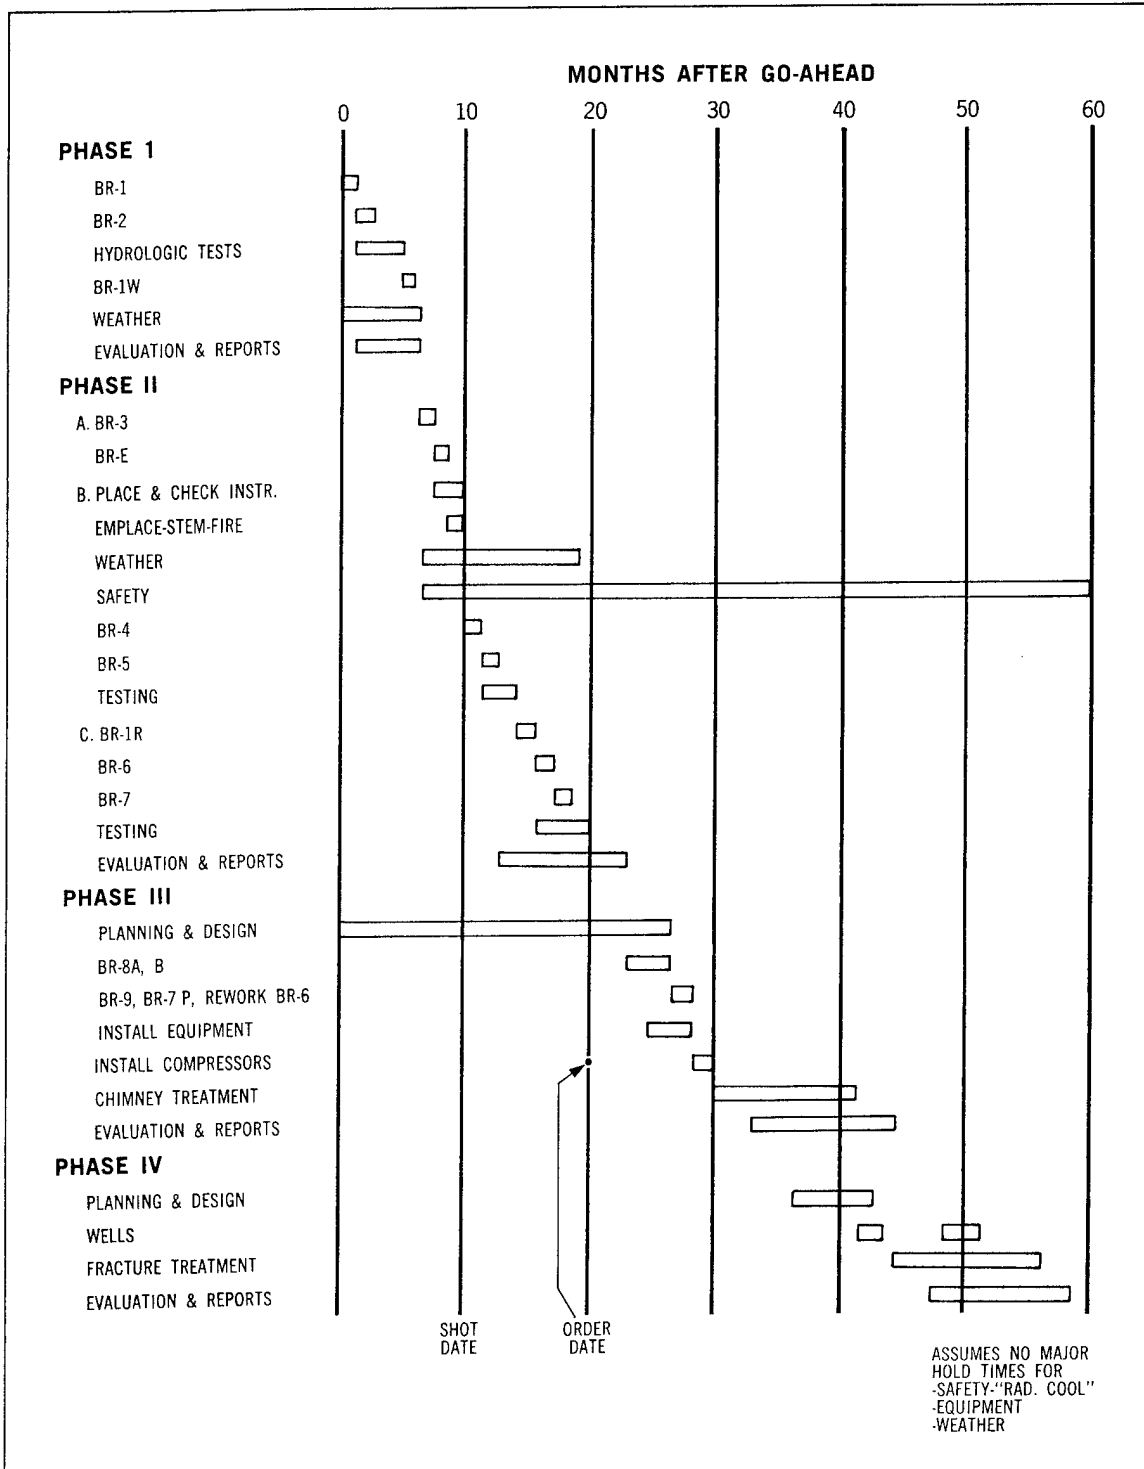 MONTHS AFTER GO-AHEAD
0 10 20 30 40 50 60
PHASE 1
BR-1
BR-2
HYDROLOGIC TESTS
BR-1W
WEATHER
EVALUATION & REPORTS
PHASE II
A. BR-3
BR-E
B. PLACE & CHECK INSTR.
EMPLACE-STEM-FIRE
WEATHER
SAFETY
BR-4
BR-5
TESTING
C. BR-1R
BR-6
BR-7
TESTING
EVALUATION & REPORTS
PHASE III
PLANNING & DESIGN
BR-8A, B
BR-9, BR-7 P, REWORK BR-6
INSTALL EQUIPMENT
INSTALL COMPRESSORS
CHIMNEY TREATMENT
EVALUATION & REPORTS
PHASE IV
PLANNING & DESIGN
WELLS
FRACTURE TREATMENT
EVALUATION & REPORTS
SHOT
DATE
ORDER
DATE
ASSUMES NO MAJOR
HOLD TIMES FOR
-SAFETY-"RAD. COOL"
-EQUIPMENT
-WEATHER